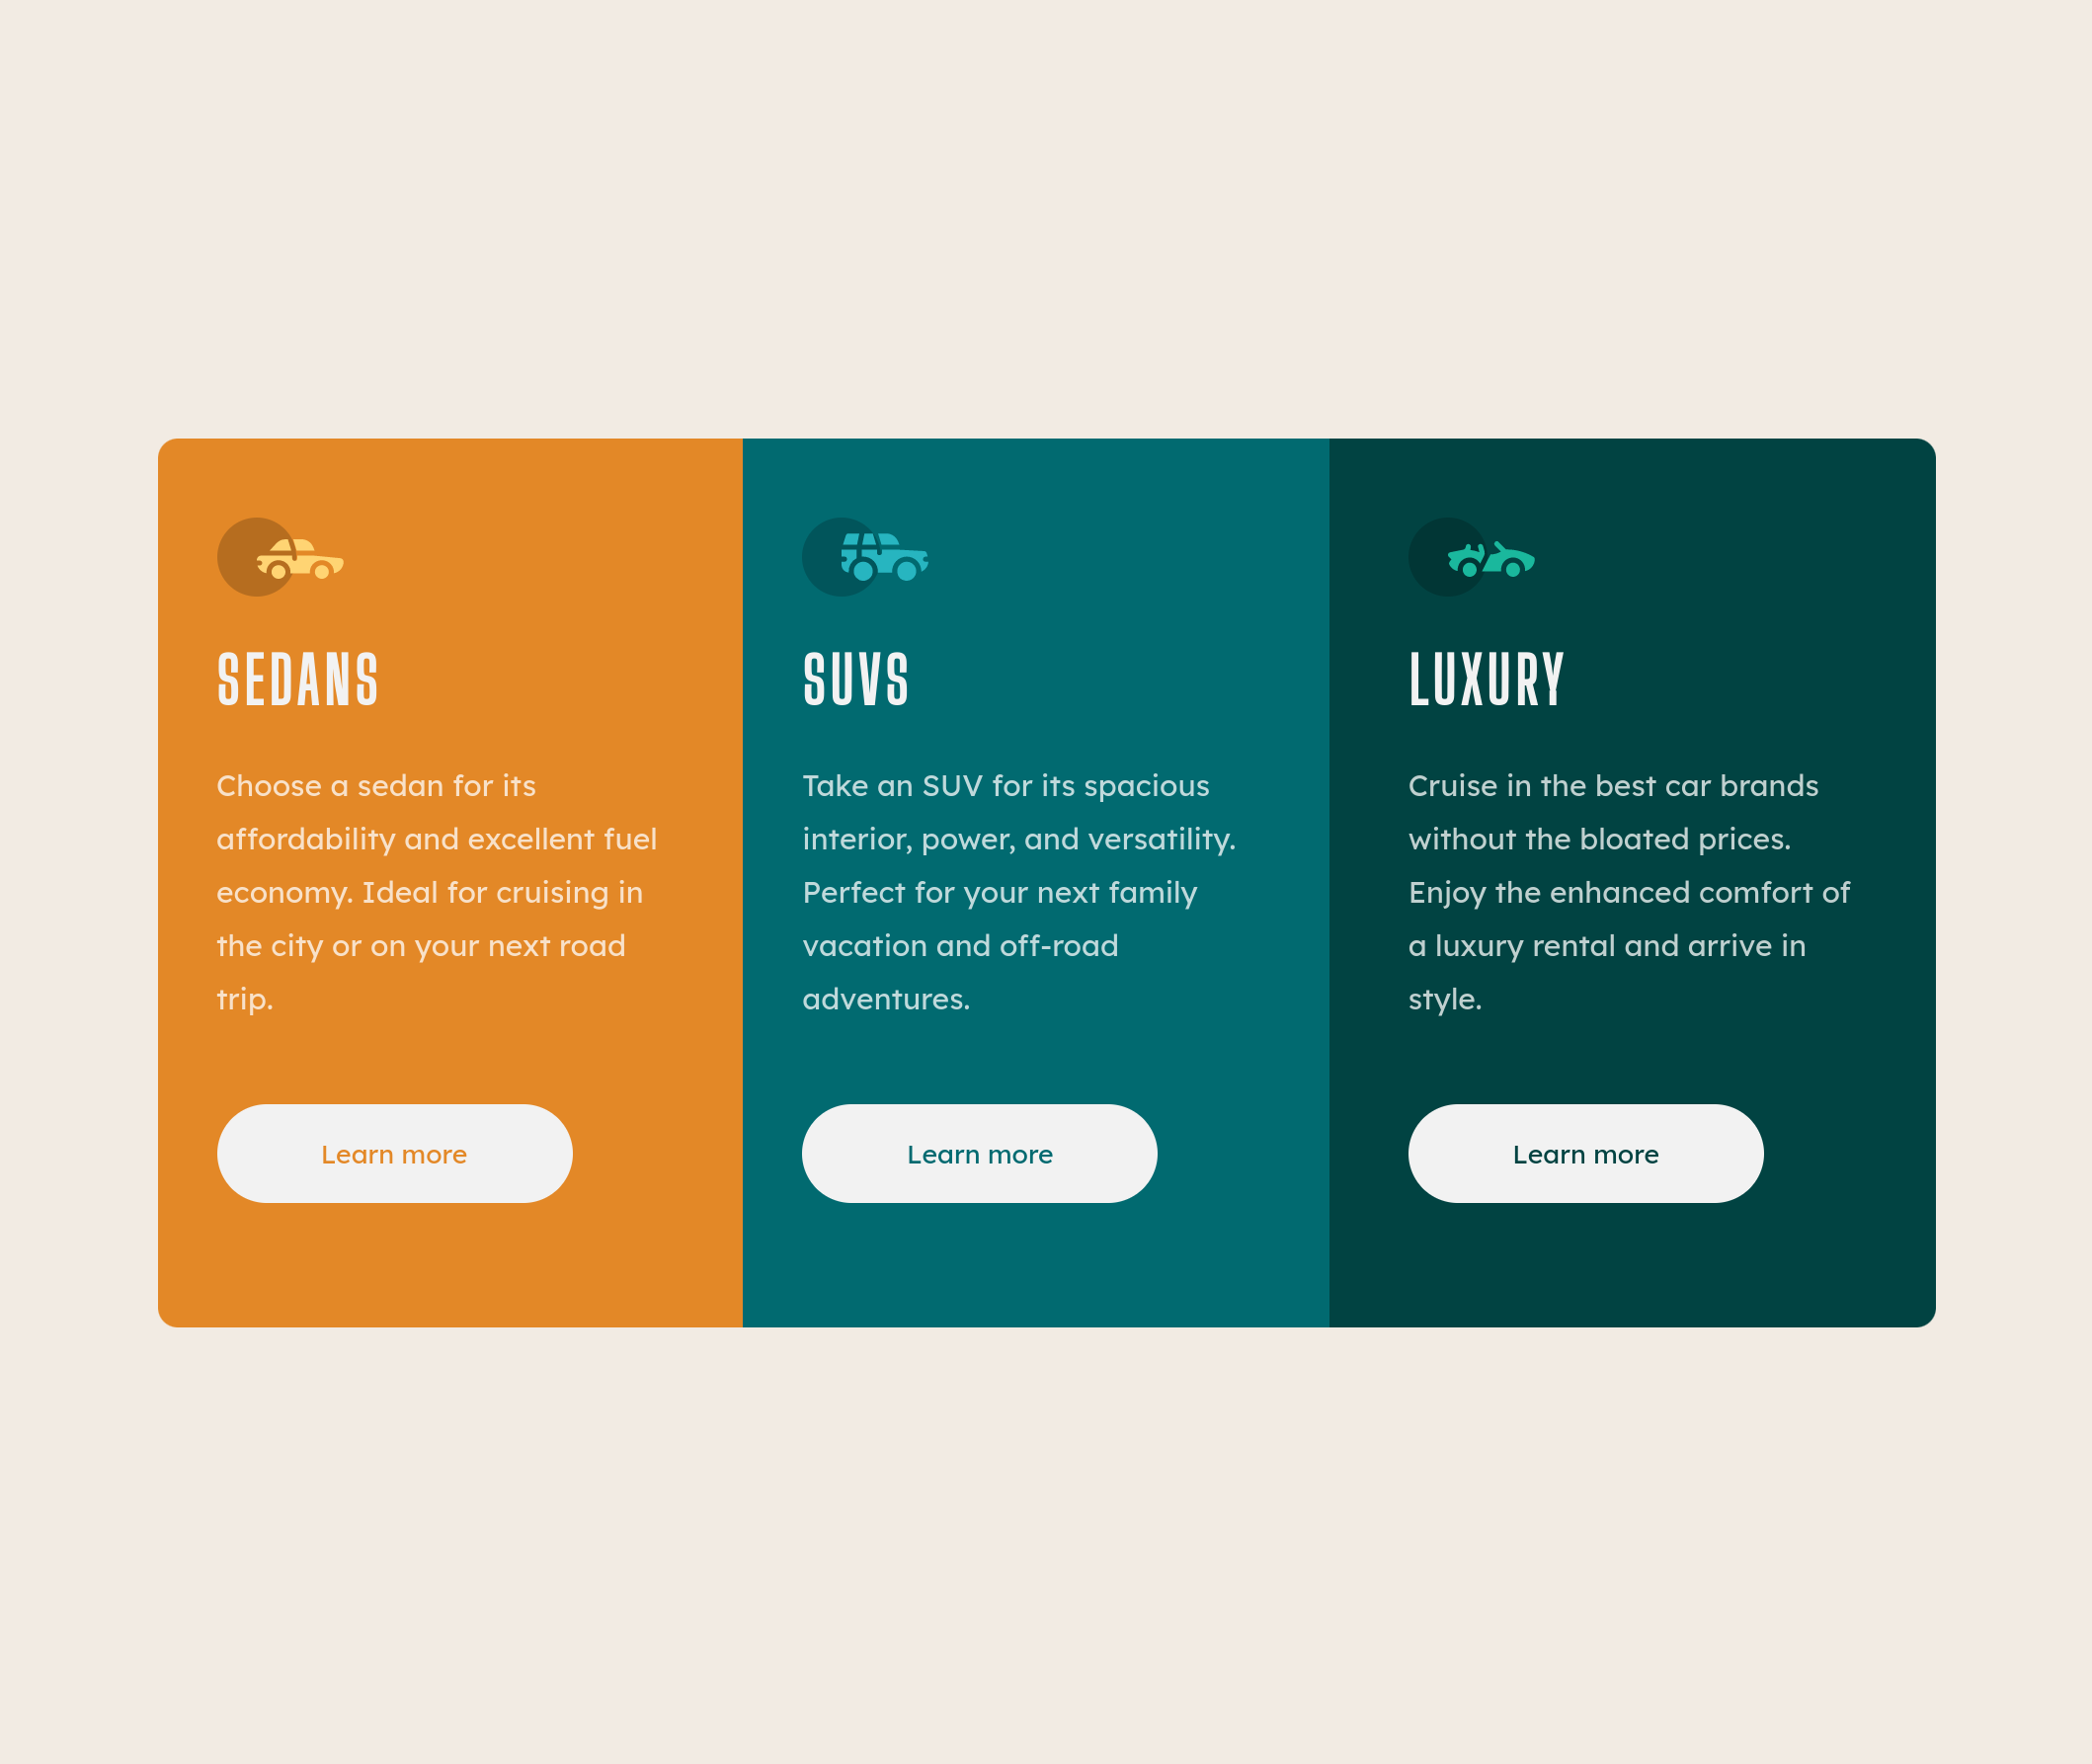 SEDANS
Choose a sedan for its
affordability and excellent fuel
economy. Ideal for cruising in
the city or on your next road
trip.
Learn more
SUVS
Take an SUV for its spacious
interior, power, and versatility.
Perfect for your next family
vacation and off-road
adventures.
Learn more
LUXURY
Cruise in the best car brands
without the bloated prices.
Enjoy the enhanced comfort of
a luxury rental and arrive in
style.
Learn more